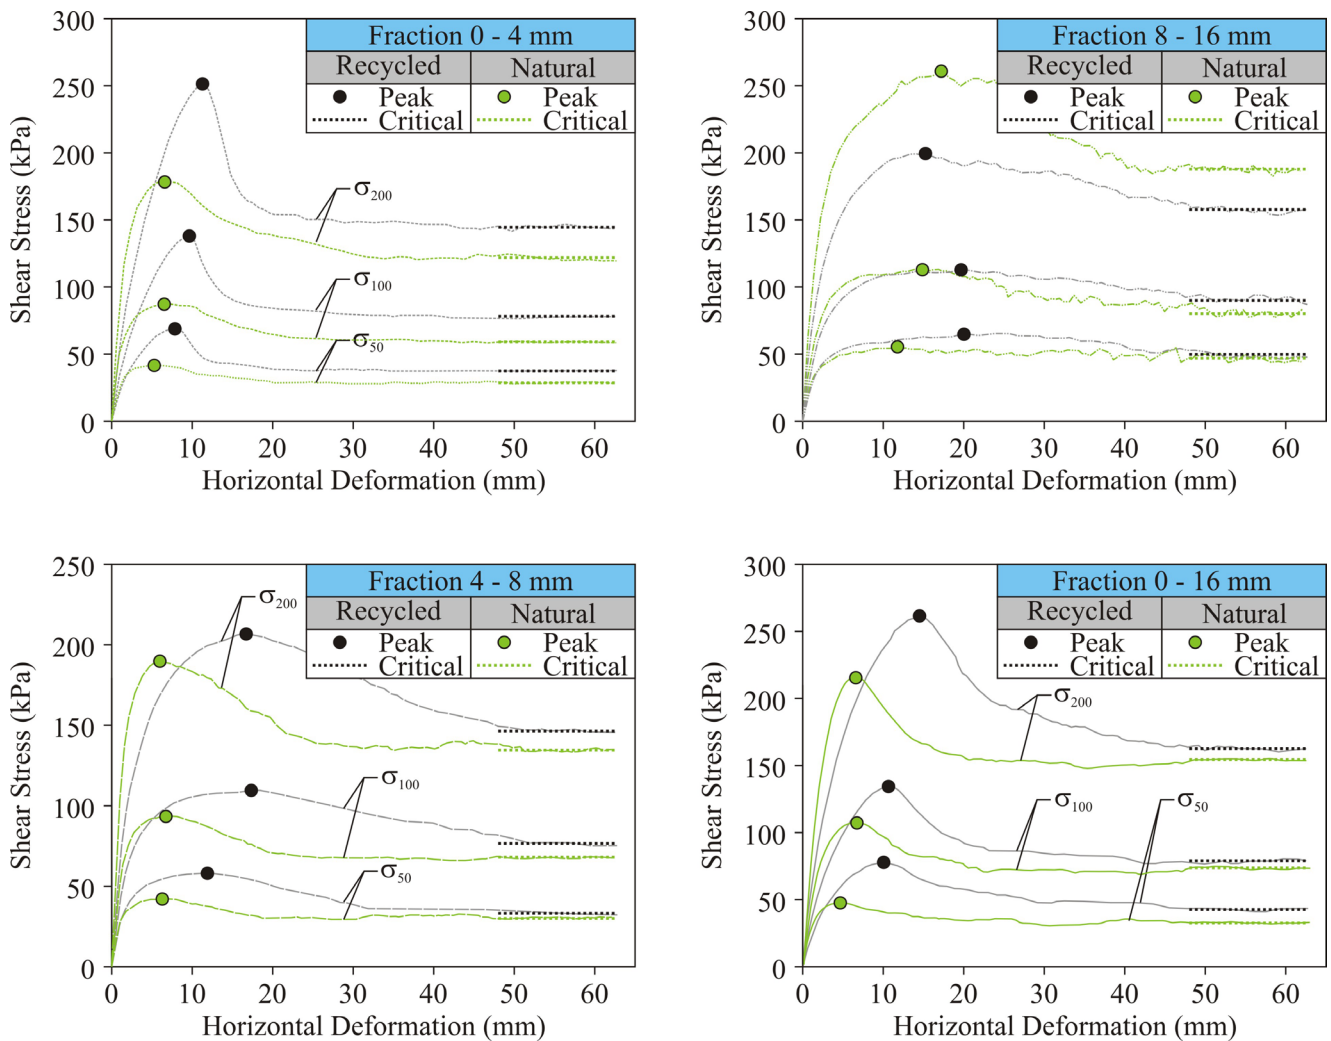 Fraction 0 - 4 mm
Recycled Natural
Peak Peak
Critical Critical
300
250
200
150
100
50
0
Shear Stress (kPa)
σ200
σ100
σ50
0 10 20 30 40 50 60
Horizontal Deformation (mm)
Fraction 8 - 16 mm
Recycled Natural
Peak Peak
Critical Critical
300
250
200
150
100
50
0
Shear Stress (kPa)
0 10 20 30 40 50 60
Horizontal Deformation (mm)
Fraction 4 - 8 mm
Recycled Natural
Peak Peak
Critical Critical
250
200
150
100
50
0
Shear Stress (kPa)
σ200
σ100
σ50
0 10 20 30 40 50 60
Horizontal Deformation (mm)
Fraction 0 - 16 mm
Recycled Natural
Peak Peak
Critical Critical
300
250
200
150
100
50
0
Shear Stress (kPa)
σ200
σ100 σ50
0 10 20 30 40 50 60
Horizontal Deformation (mm)